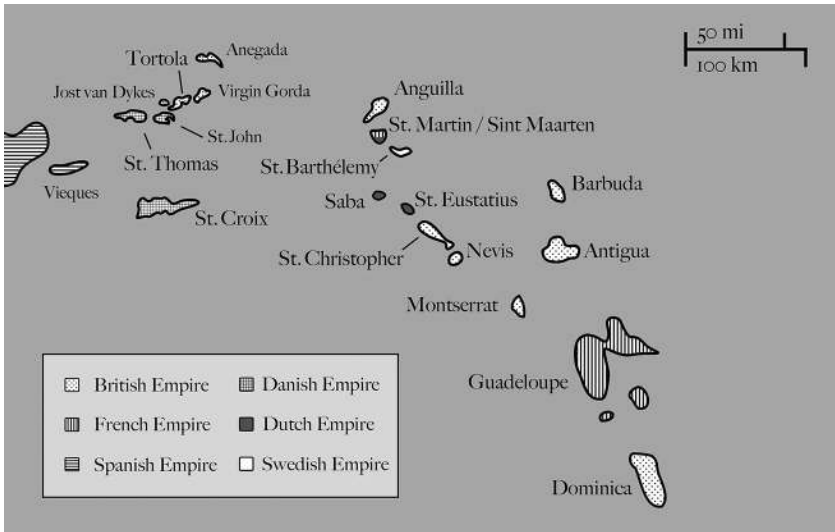 50 mi
100 km
Anegada
Tortola
Jost van Dykes
Virgin Gorda
St. John
St. Thomas
Vieques
St. Croix
Anguilla
St. Martin / Sint Maarten
St. Barthélemy
Saba
St. Eustatius
Barbuda
St. Christopher
Nevis
Antigua
Montserrat
Guadeloupe
Dominica
British Empire
Danish Empire
French Empire
Dutch Empire
Spanish Empire
Swedish Empire